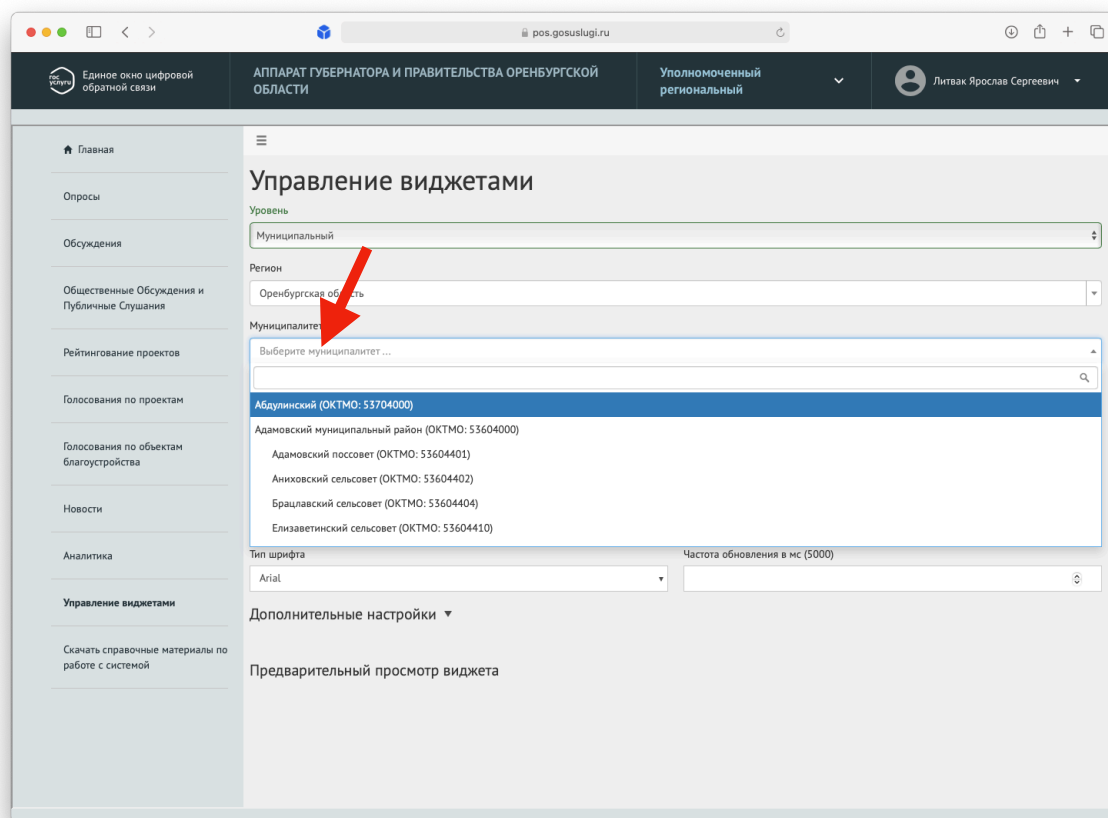 pos.gosuslugi.ru
гос
услуги
Единое окно цифровой
обратной связи
АППАРАТ ГУБЕРНАТОРА И ПРАВИТЕЛЬСТВА ОРЕНБУРГСКОЙ
ОБЛАСТИ
Уполномоченный
региональный
Литвак Ярослав Сергеевич
Главная
Опросы
Обсуждения
Общественные Обсуждения и
Публичные Слушания
Рейтингование проектов
Голосования по проектам
Голосования по объектам
благоустройства
Новости
Аналитика
Управление виджетами
Скачать справочные материалы по
работе с системой
Управление виджетами
Уровень
Муниципальный
Регион
Оренбургская область
Муниципалитет
Выберите муниципалитет ...
Абдулинский (ОКТМО: 53704000)
Адамовский муниципальный район (ОКТМО: 53604000)
Адамовский поссовет (ОКТМО: 53604401)
Аниховский сельсовет (ОКТМО: 53604402)
Брацлавский сельсовет (ОКТМО: 53604404)
Елизаветинский сельсовет (ОКТМО: 53604410)
Тип шрифта
Частота обновления в мс (5000)
Arial
Дополнительные настройки
Предварительный просмотр виджета